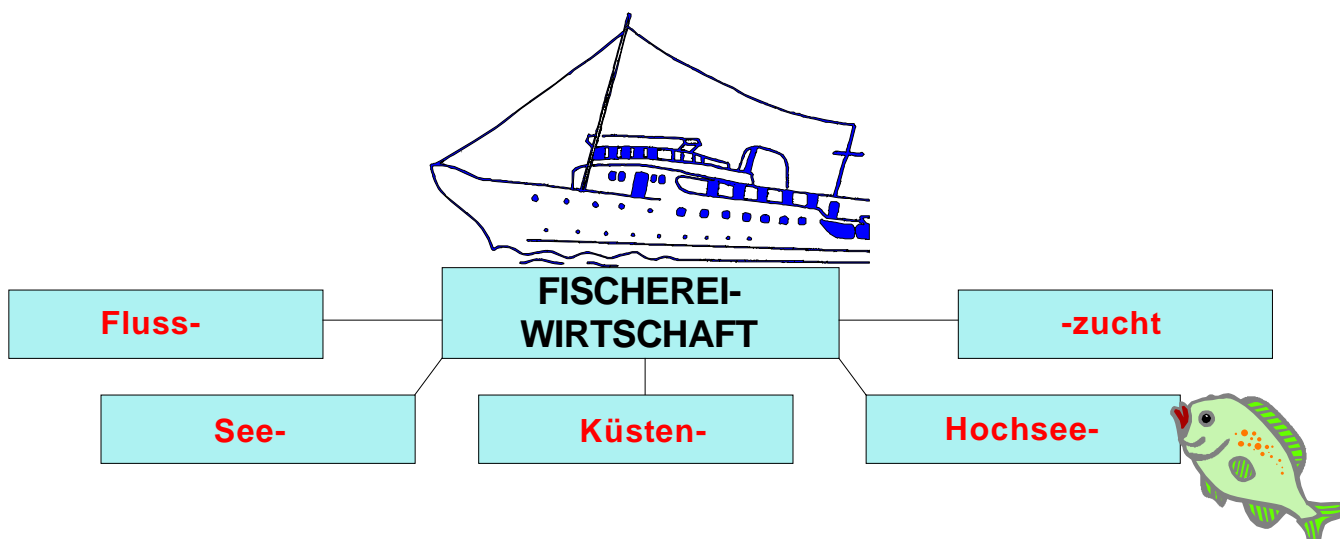 FISCHEREI-
WIRTSCHAFT
Fluss-
-zucht
See-
Küsten-
Hochsee-